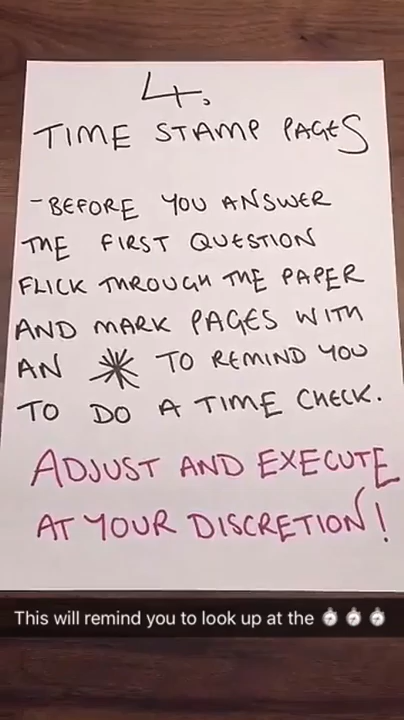 4.
TIME STAMP PAGES
- BEFORE YOU ANSWER
THE FIRST QUESTION
FLICK THROUGH THE PAPER
AND MARK PAGES WITH
AN * TO REMIND YOU
TO DO A TIME CHECK.
ADJUST AND EXECUTE
AT YOUR DISCRETION!
This will remind you to look up at the ⏱️⏱️⏱️